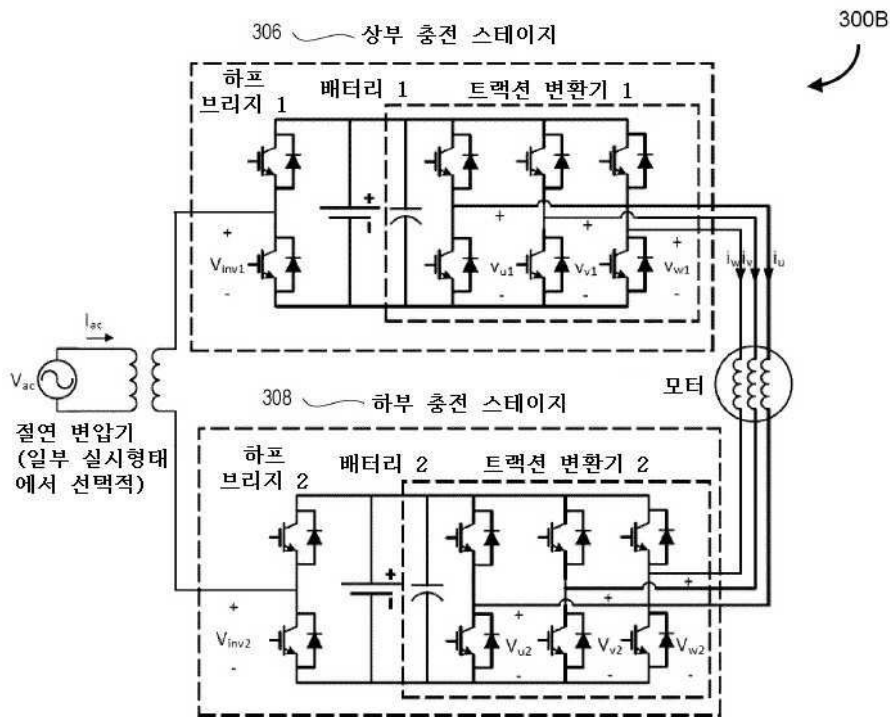 300B
306 상부 충전 스테이지
하프
브리지 1
배터리 1
트랙션 변환기 1
+
+
-
+
+
+
Vinv1
vu1
vv1
vw1
-
-
-
-
iw
iv
iu
Iac
Vac
모터
절연 변압기
(일부 실시형태
에서 선택적)
308 하부 충전 스테이지
하프
브리지 2
배터리 2
트랙션 변환기 2
+
-
+
+
+
+
Vinv2
Vu2
Vv2
Vw2
-
-
-
-